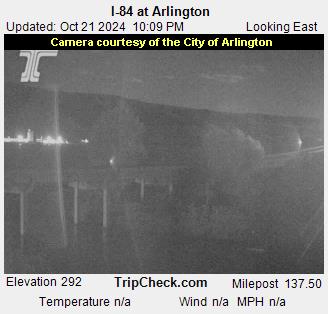 I-84 at Arlington
Updated: Oct 21 2024 10:09 PM Looking East
Camera courtesy of the City of Arlington
Elevation 292 TripCheck.com Milepost 137.50
Temperature n/a Wind n/a MPH n/a